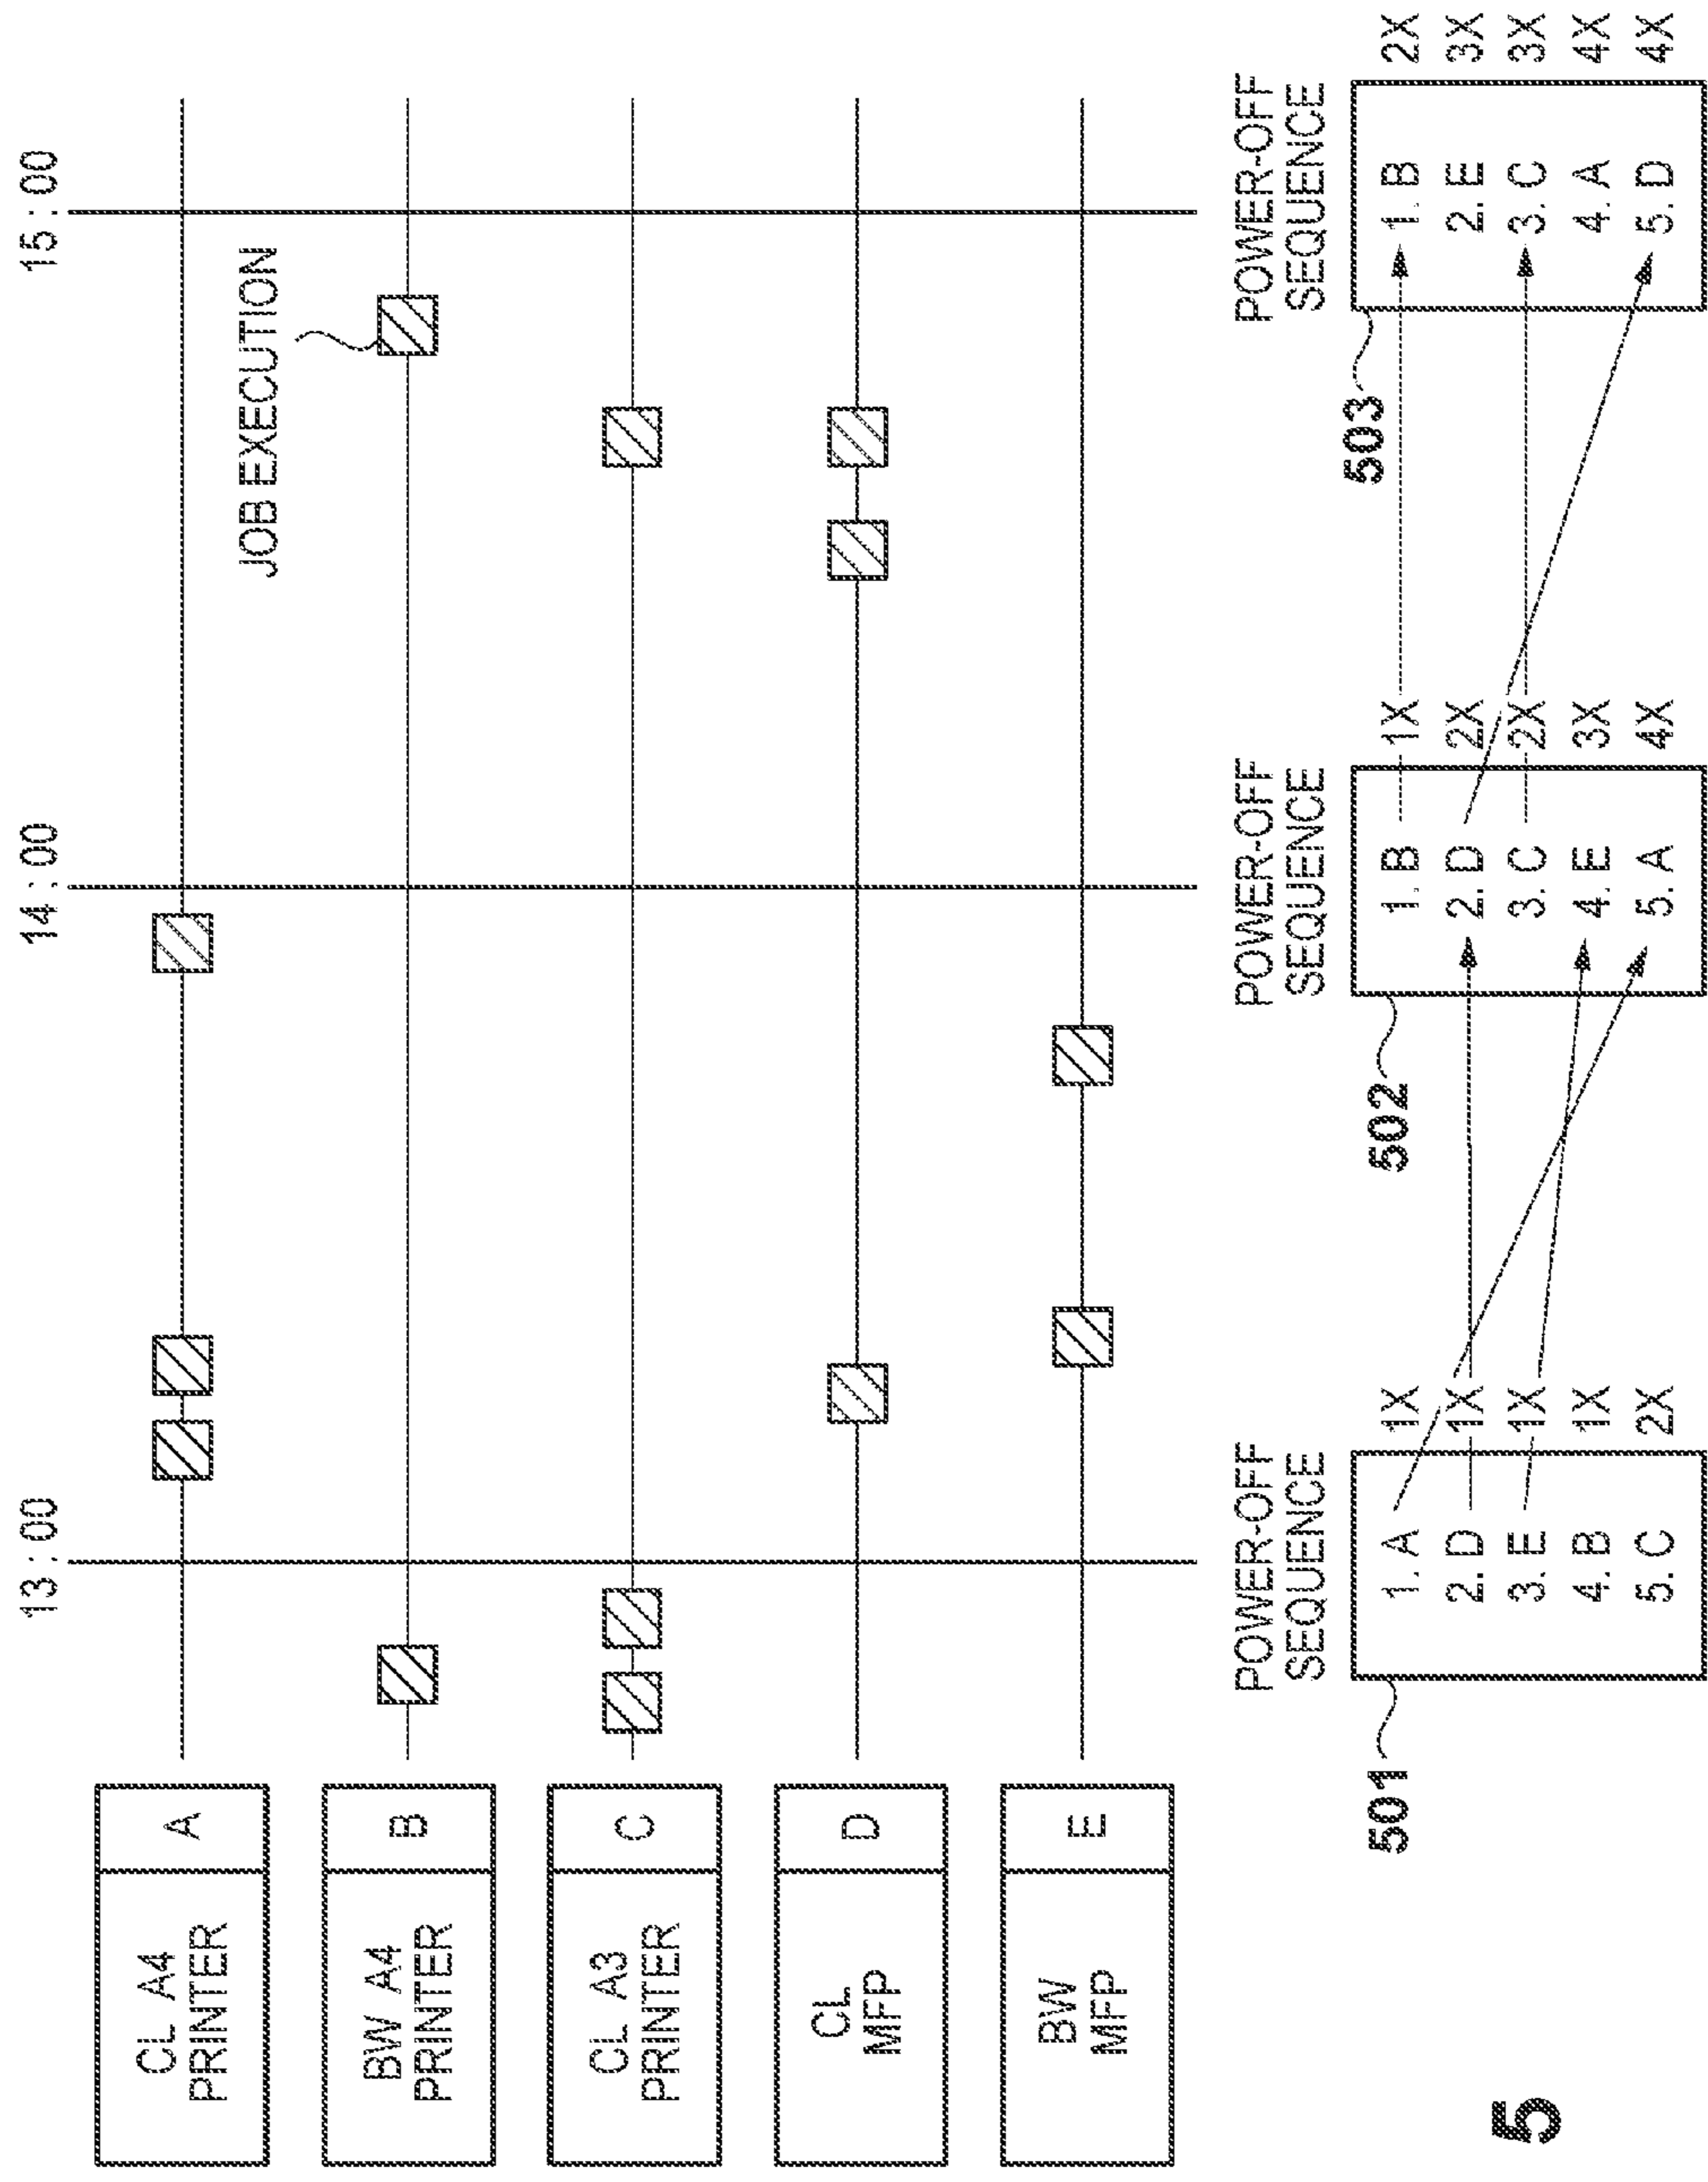 13:00
14:00
15:00
CL A4
PRINTER
A
JOB EXECUTION
BW A4
PRINTER
B
CL A3
PRINTER
C
CL
MFP
D
BW
MFP
E
POWER-OFF
SEQUENCE
501
1. A 1X
2. D 1X
3. E 1X
4. B 1X
5. C 2X
POWER-OFF
SEQUENCE
502
1. B 1X
2. D 2X
3. C 2X
4. E 3X
5. A 4X
POWER-OFF
SEQUENCE
503
1. B 2X
2. E 3X
3. C 3X
4. A 4X
5. D 4X
5